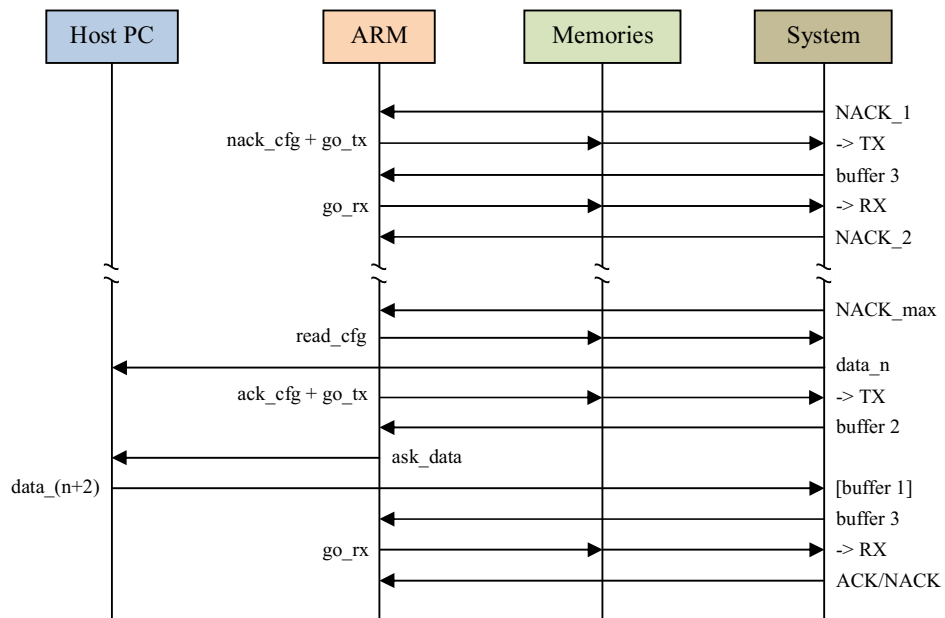 Host PC
ARM
Memories
System
NACK_1
nack_cfg + go_tx
-> TX
buffer 3
go_rx
-> RX
NACK_2
NACK_max
read_cfg
data_n
ack_cfg + go_tx
-> TX
buffer 2
ask_data
data_(n+2)
[buffer 1]
buffer 3
go_rx
-> RX
ACK/NACK